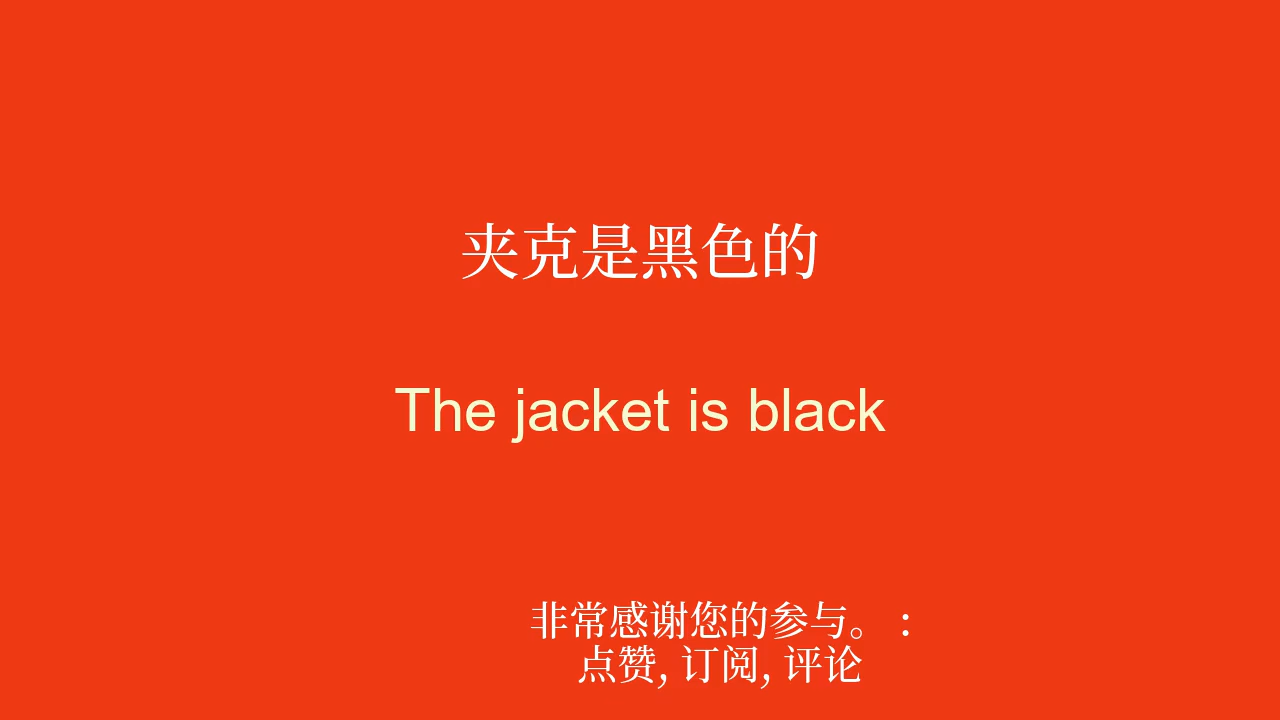 夹克是黑色的
The jacket is black
非常感谢您的参与。 :
点赞, 订阅, 评论